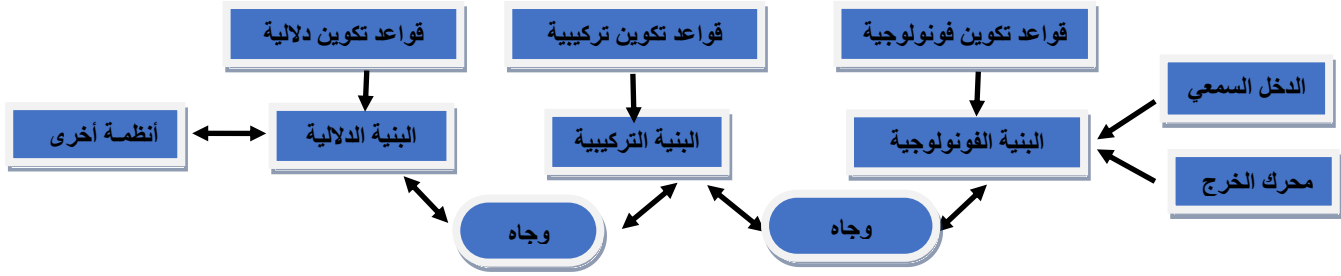 قواعد تكوين فونولوجية
قواعد تكوين تركيبية
قواعد تكوين دلالية
الدخل السمعي
البنية الفونولوجية
البنية التركيبية
البنية الدلالية
أنظمة أخرى
محرك الخرج
وجاه
وجاه